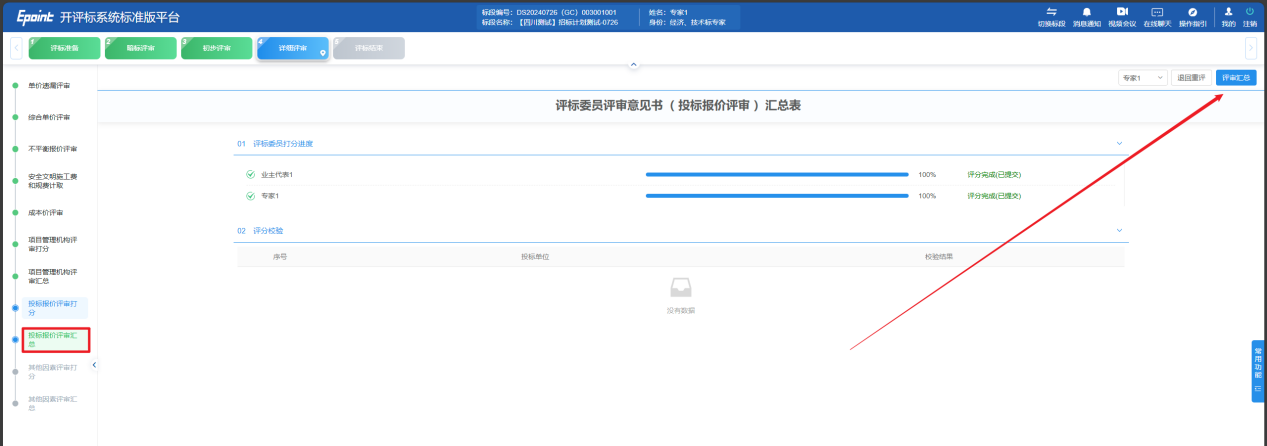 Epoint 开评标系统标准版平台
标段编号：DS20240726（GC）003001001
姓名：专家1
标段名称：【四川测试】招标计划测试-0726
身份：经济、技术标专家
切换标段 消息通知 视频会议 在线聊天 操作指引 我的 注销
1 评标准备
2 暗标评审
3 初步评审
4 详细评审
评标结果
专家1 退回重评 评审汇总
单价遗漏评审
综合单价评审
不平衡报价评审
安全文明施工费
和规费计取
成本价评审
项目管理机构评
审打分
项目管理机构评
审汇总
投标报价评审打
分
投标报价评审汇
总
其他因素评审打
分
其他因素评审汇
总
评标委员评审意见书（ 投标报价评审 ）汇总表
01 评标委员打分进度
业主代表1 100% 评分完成(已提交)
专家1 100% 评分完成(已提交)
02 评分校验
序号 投标单位 校验结果
没有数据
常用功能